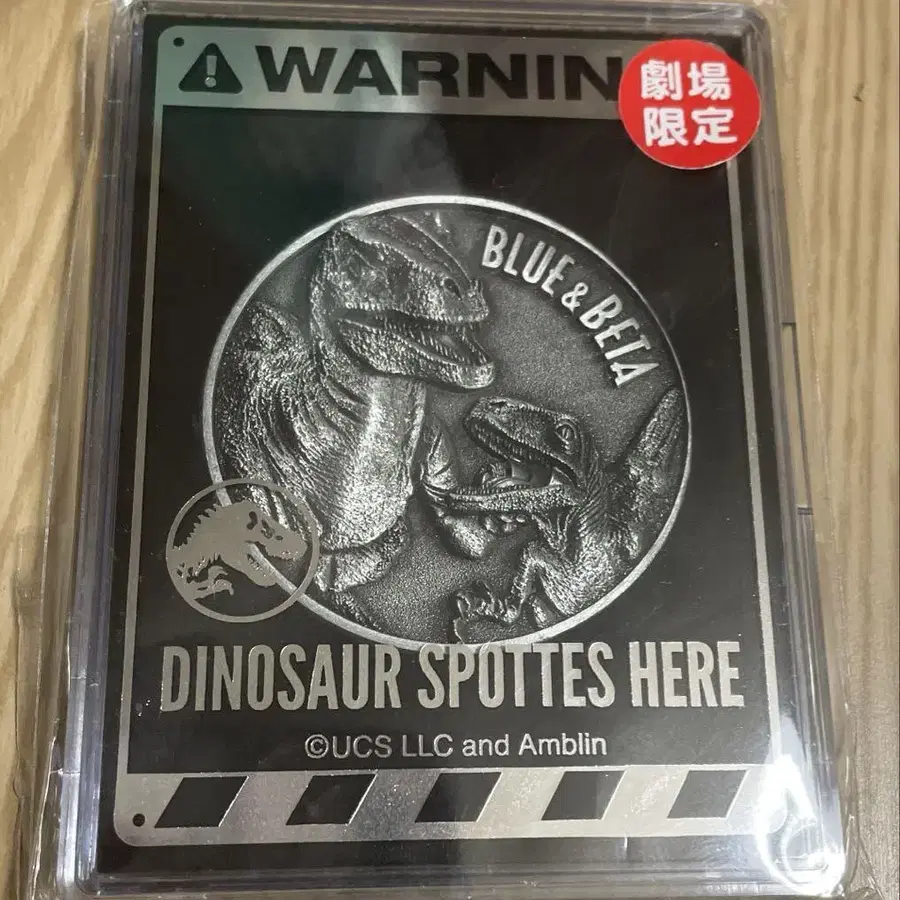 WARNIN
劇場
限定
BLUE & BETA
DINOSAUR SPOTTES HERE
©UCS LLC and Amblin